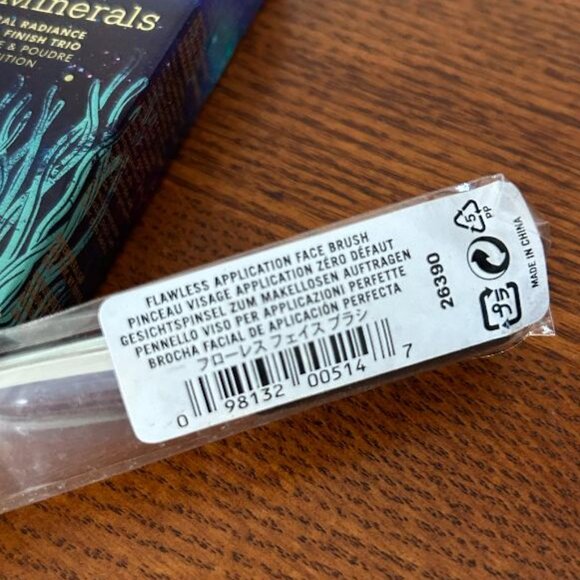 Minerals
RADIANCE
FINISH TRIO
& POUDRE
FLAWLESS APPLICATION FACE BRUSH
PINCEAU VISAGE APPLICATION ZÉRO DÉFAUT
GESICHTSPINSEL ZUM MAKELLOSEN AUFTRAGEN
PENNELLO VISO PER APPLICAZIONI PERFETTE
BROCHA FACIAL DE APLICACIÓN PERFECTA
フローレス フェイス ブラシ
0 98132 00514 7
26390
5
PP
プラ
MADE IN CHINA